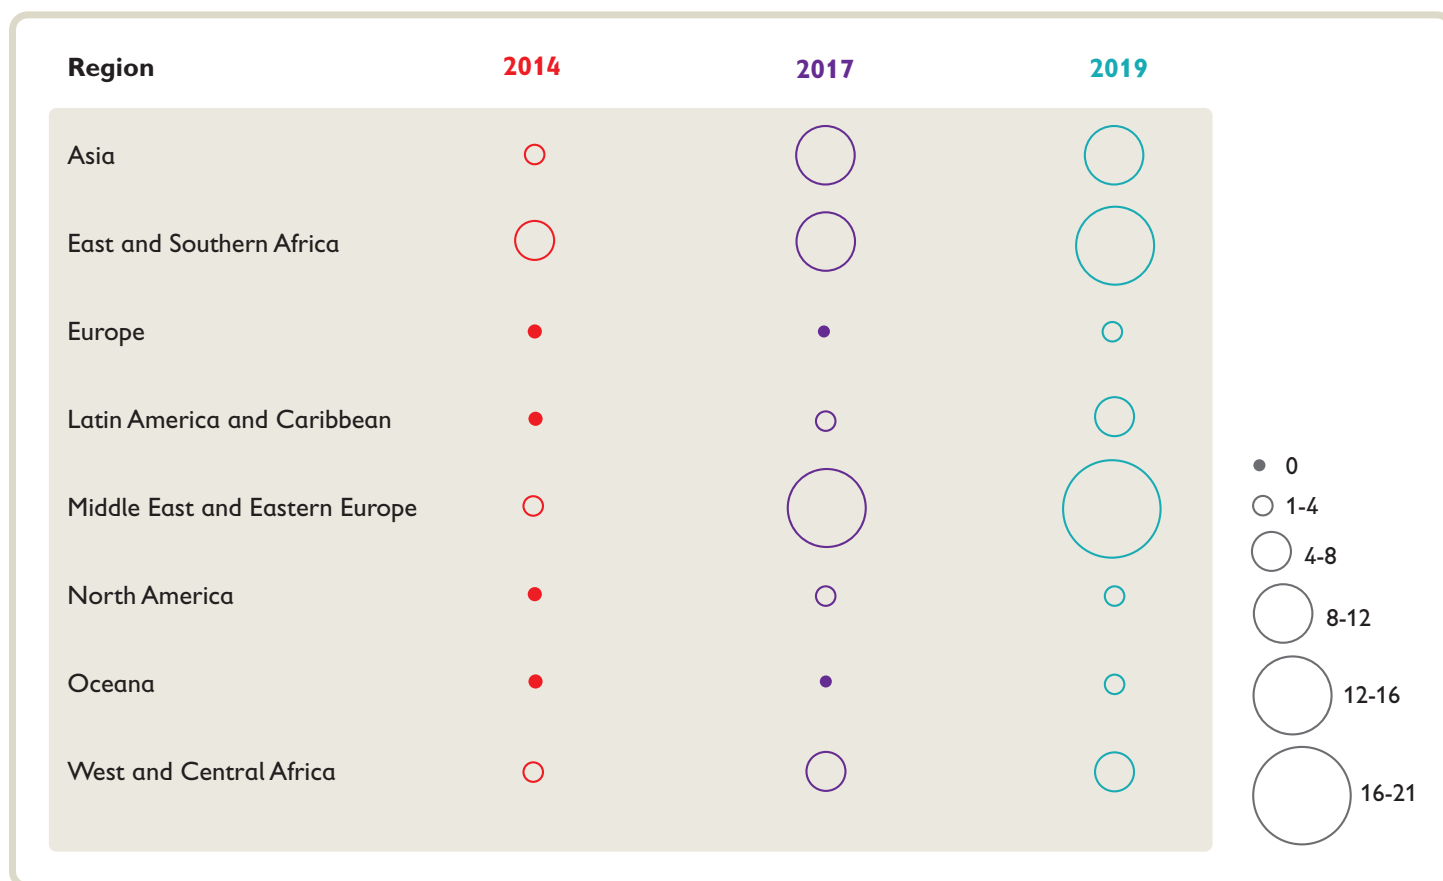 Region 2014 2017 2019
Asia
East and Southern Africa
Europe
Latin America and Caribbean
Middle East and Eastern Europe
North America
Oceana
West and Central Africa
0
1-4
4-8
8-12
12-16
16-21